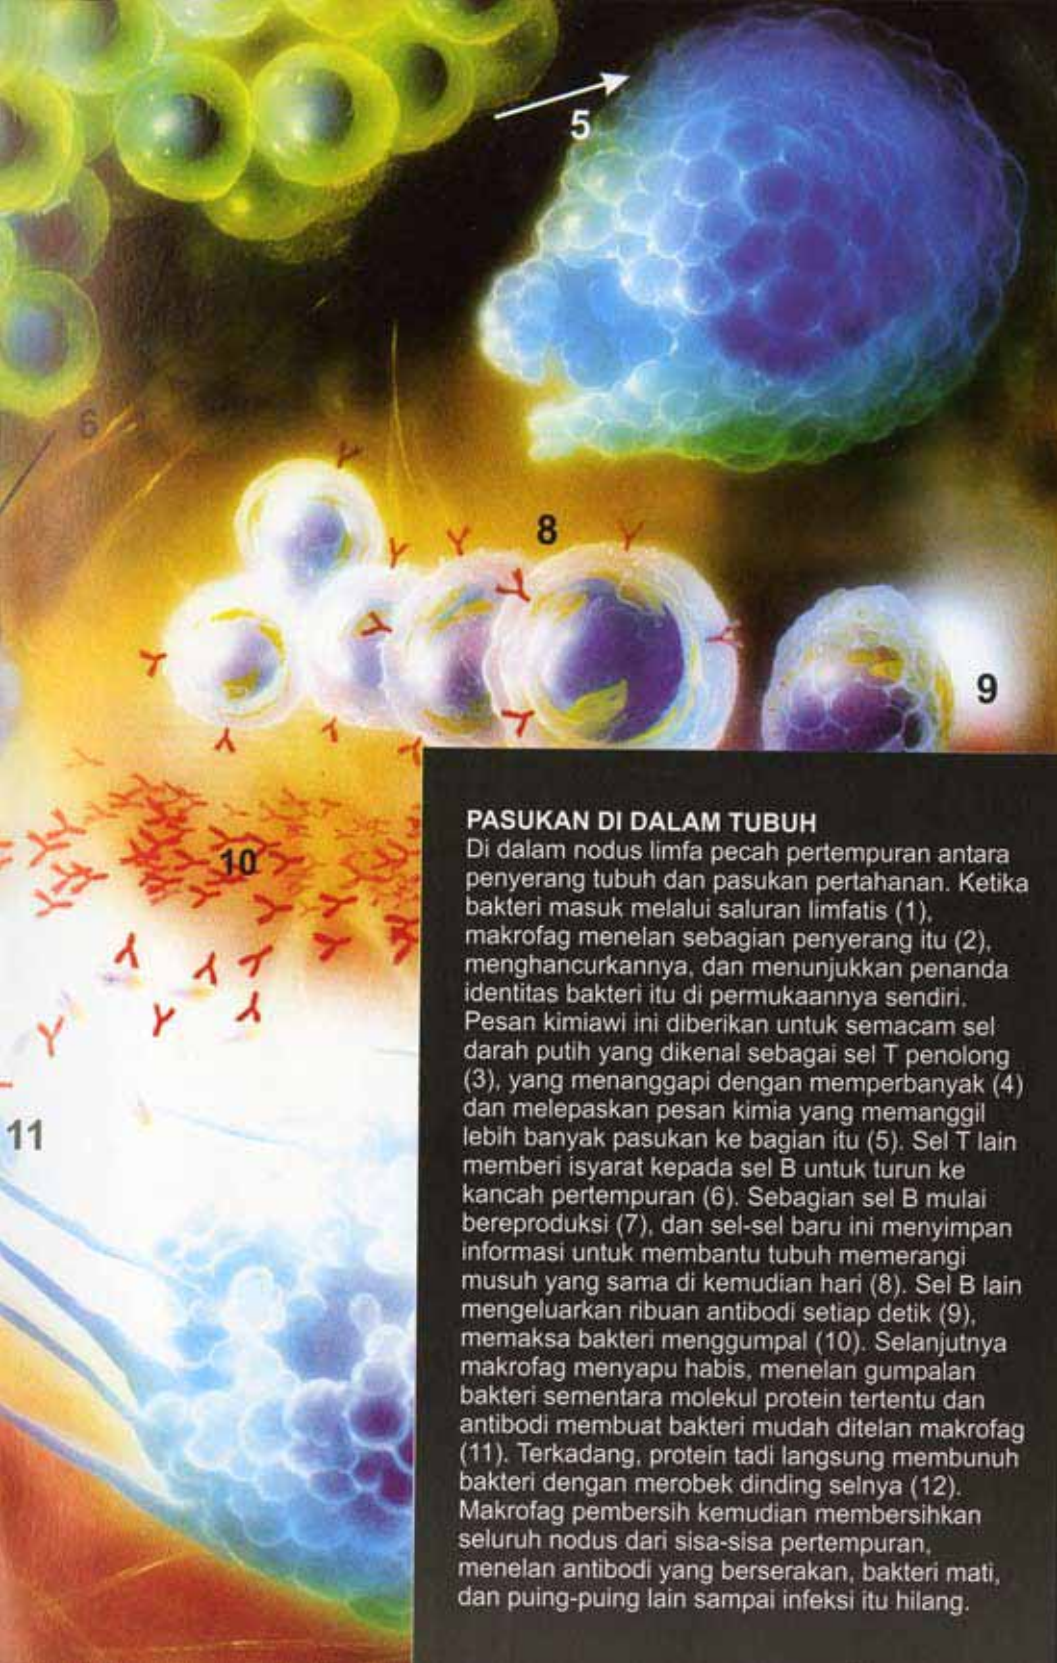 5
6
8
9
10
11
PASUKAN DI DALAM TUBUH
Di dalam nodus limfa pecah pertempuran antara
penyerang tubuh dan pasukan pertahanan. Ketika
bakteri masuk melalui saluran limfatis (1),
makrofag menelan sebagian penyerang itu (2),
menghancurkannya, dan menunjukkan penanda
identitas bakteri itu di permukaannya sendiri.
Pesan kimiawi ini diberikan untuk semacam sel
darah putih yang dikenal sebagai sel T penolong
(3), yang menanggapi dengan memperbanyak (4)
dan melepaskan pesan kimia yang memanggil
lebih banyak pasukan ke bagian itu (5). Sel T lain
memberi isyarat kepada sel B untuk turun ke
kancah pertempuran (6). Sebagian sel B mulai
bereproduksi (7), dan sel-sel baru ini menyimpan
informasi untuk membantu tubuh memerangi
musuh yang sama di kemudian hari (8). Sel B lain
mengeluarkan ribuan antibodi setiap detik (9),
memaksa bakteri menggumpal (10). Selanjutnya
makrofag menyapu habis, menelan gumpalan
bakteri sementara molekul protein tertentu dan
antibodi membuat bakteri mudah ditelan makrofag
(11). Terkadang, protein tadi langsung membunuh
bakteri dengan merobek dinding selnya (12).
Makrofag pembersih kemudian membersihkan
seluruh nodus dari sisa-sisa pertempuran,
menelan antibodi yang berserakan, bakteri mati,
dan puing-puing lain sampai infeksi itu hilang.